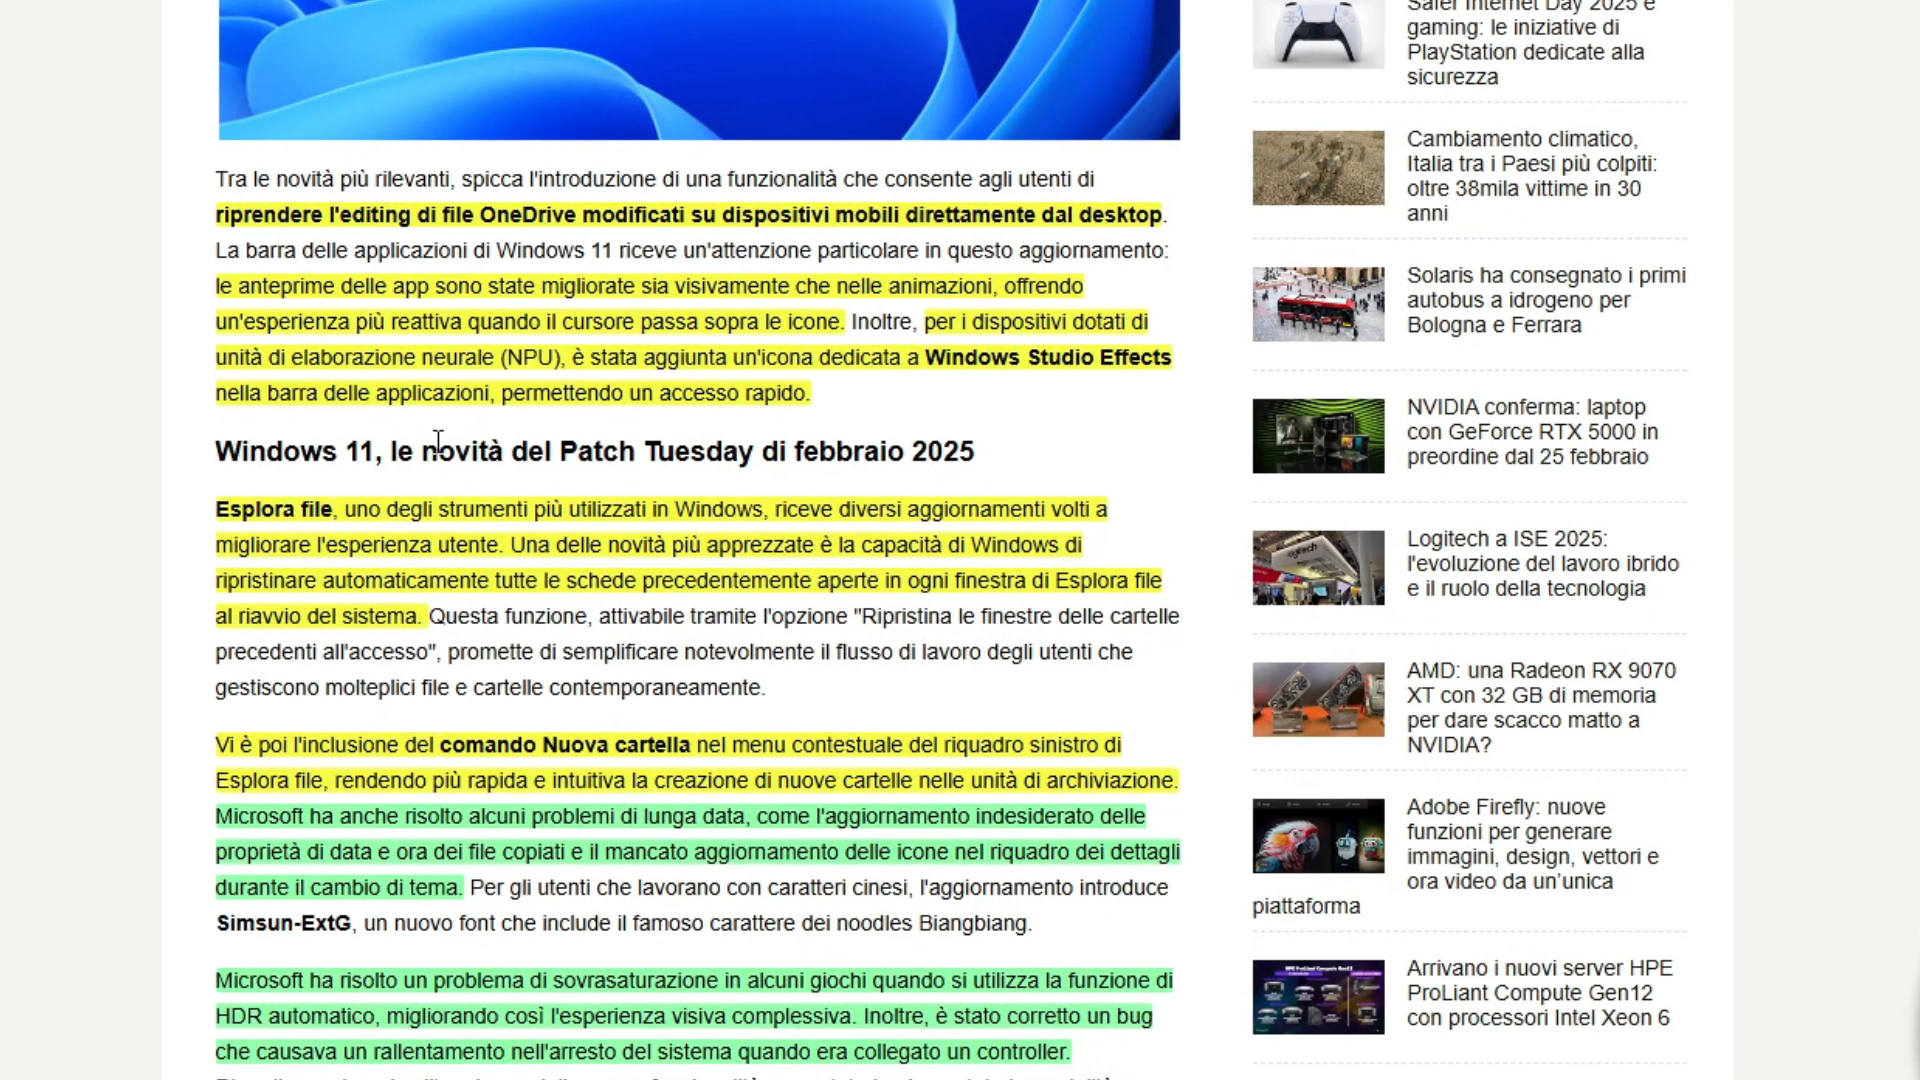 Tra le novità più rilevanti, spicca l'introduzione di una funzionalità che consente agli utenti di
riprendere l'editing di file OneDrive modificati su dispositivi mobili direttamente dal desktop.
La barra delle applicazioni di Windows 11 riceve un'attenzione particolare in questo aggiornamento:
le anteprime delle app sono state migliorate sia visivamente che nelle animazioni, offrendo
un'esperienza più reattiva quando il cursore passa sopra le icone. Inoltre, per i dispositivi dotati di
unità di elaborazione neurale (NPU), è stata aggiunta un'icona dedicata a Windows Studio Effects
nella barra delle applicazioni, permettendo un accesso rapido.
Windows 11, le novità del Patch Tuesday di febbraio 2025
Esplora file, uno degli strumenti più utilizzati in Windows, riceve diversi aggiornamenti volti a
migliorare l'esperienza utente. Una delle novità più apprezzate è la capacità di Windows di
ripristinare automaticamente tutte le schede precedentemente aperte in ogni finestra di Esplora file
al riavvio del sistema. Questa funzione, attivabile tramite l'opzione "Ripristina le finestre delle cartelle
precedenti all'accesso", promette di semplificare notevolmente il flusso di lavoro degli utenti che
gestiscono molteplici file e cartelle contemporaneamente.
Vi è poi l'inclusione del comando Nuova cartella nel menu contestuale del riquadro sinistro di
Esplora file, rendendo più rapida e intuitiva la creazione di nuove cartelle nelle unità di archiviazione.
Microsoft ha anche risolto alcuni problemi di lunga data, come l'aggiornamento indesiderato delle
proprietà di data e ora dei file copiati e il mancato aggiornamento delle icone nel riquadro dei dettagli
durante il cambio di tema. Per gli utenti che lavorano con caratteri cinesi, l'aggiornamento introduce
Simsun-ExtG, un nuovo font che include il famoso carattere dei noodles Biangbiang.
Microsoft ha risolto un problema di sovrasaturazione in alcuni giochi quando si utilizza la funzione di
HDR automatico, migliorando così l'esperienza visiva complessiva. Inoltre, è stato corretto un bug
che causava un rallentamento nell'arresto del sistema quando era collegato un controller.
Safer Internet Day 2025 e
gaming: le iniziative di
PlayStation dedicate alla
sicurezza
Cambiamento climatico,
Italia tra i Paesi più colpiti:
oltre 38mila vittime in 30
anni
Solaris ha consegnato i primi
autobus a idrogeno per
Bologna e Ferrara
NVIDIA conferma: laptop
con GeForce RTX 5000 in
preordine dal 25 febbraio
Logitech a ISE 2025:
l'evoluzione del lavoro ibrido
e il ruolo della tecnologia
AMD: una Radeon RX 9070
XT con 32 GB di memoria
per dare scacco matto a
NVIDIA?
Adobe Firefly: nuove
funzioni per generare
immagini, design, vettori e
ora video da un’unica
piattaforma
Arrivano i nuovi server HPE
ProLiant Compute Gen12
con processori Intel Xeon 6